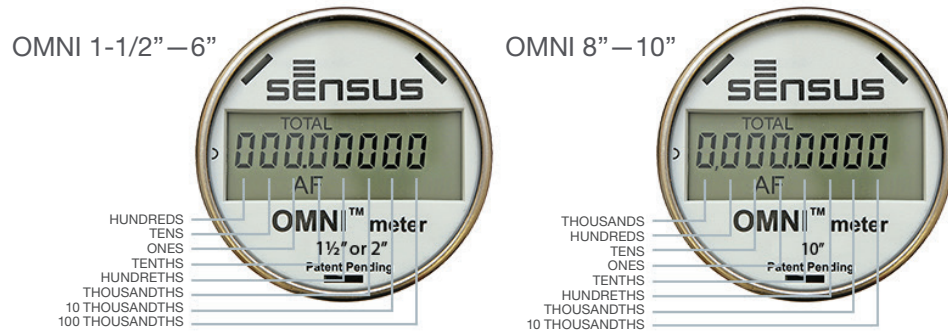 OMNI 1-1/2”—6”
SENSUS
TOTAL
000.00000
AF
OMNI™ meter
1½" or 2"
Patent Pending
HUNDREDS
TENS
ONES
TENTHS
HUNDRETHS
THOUSANDTHS
10 THOUSANDTHS
100 THOUSANDTHS
OMNI 8”—10”
SENSUS
TOTAL
0,000.0000
AF
OMNI™ meter
10"
Patent Pending
THOUSANDS
HUNDREDS
TENS
ONES
TENTHS
HUNDRETHS
THOUSANDTHS
10 THOUSANDTHS